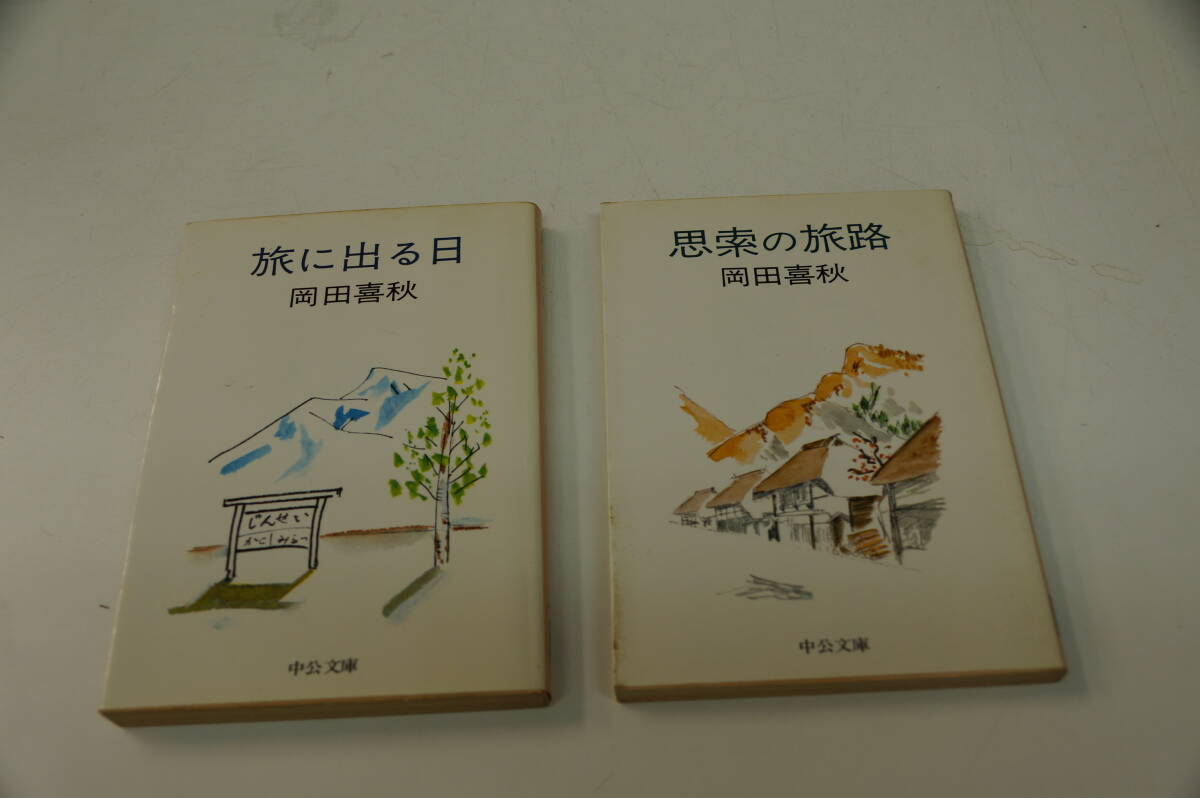 旅に出る日
岡田喜秋
じんせい
中公文庫
思索の旅路
岡田喜秋
中公文庫